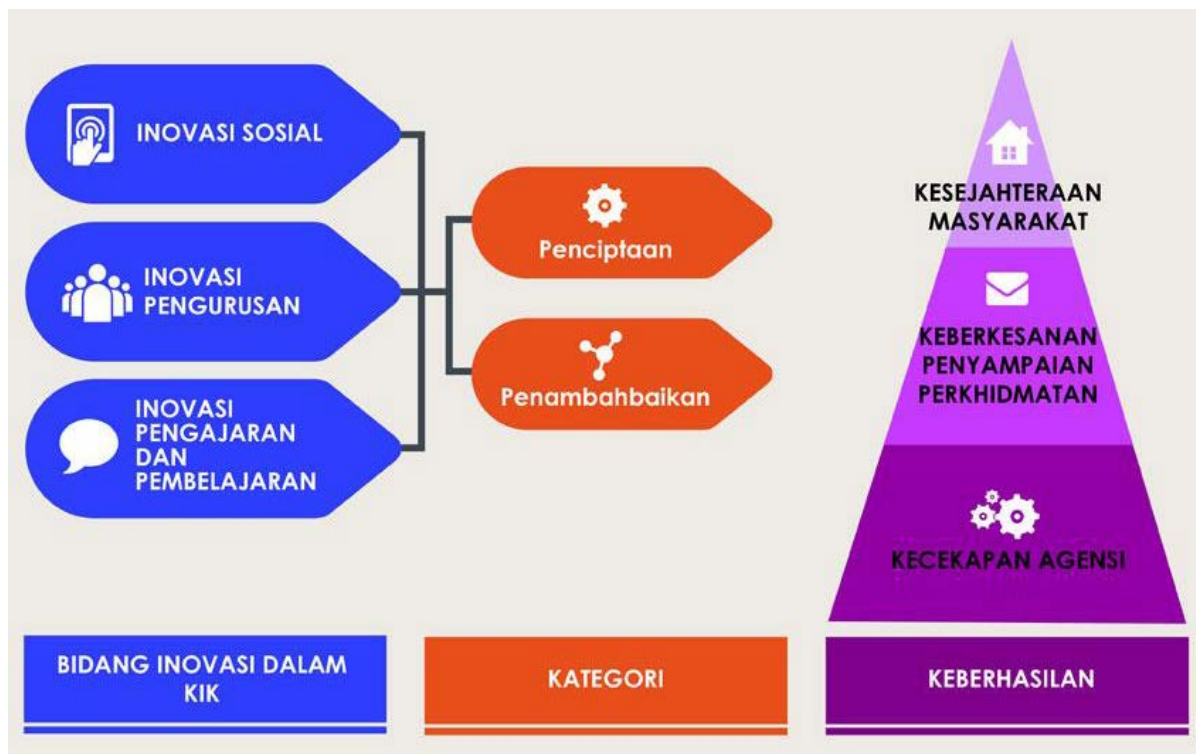 INOVASI SOSIAL
INOVASI
PENGURUSAN
INOVASI
PENGAJARAN
DAN
PEMBELAJARAN
Penciptaan
Penambahbaikan
KESEJAHTERAAN
MASYARAKAT
KEBERKESANAN
PENYAMPAIAN
PERKHIDMATAN
KECEKAPAN AGENSI
BIDANG INOVASI DALAM
KIK
KATEGORI
KEBERHASILAN